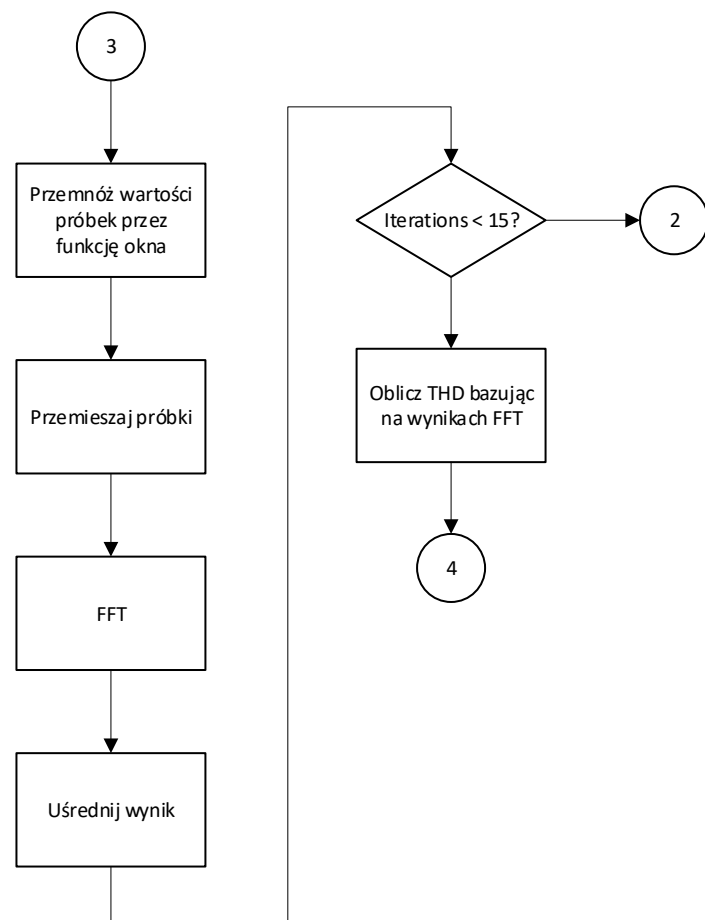 3
Przemnóż wartości
próbek przez
funkcję okna
Przemieszaj próbki
FFT
Uśrednij wynik
Iterations < 15?
2
Oblicz THD bazując
na wynikach FFT
4